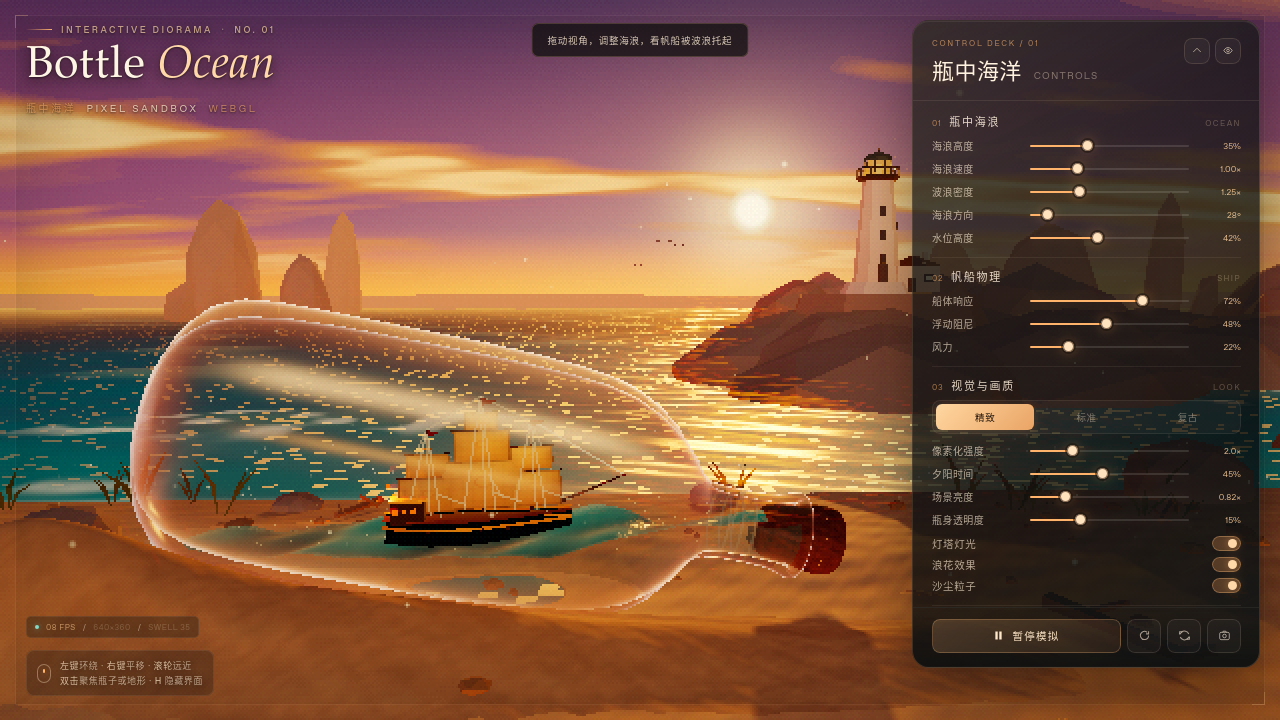 INTERACTIVE DIORAMA · NO. 01
Bottle Ocean
瓶中海洋 PIXEL SANDBOX WEBGL
拖动视角，调整海浪，看帆船被波浪托起
CONTROL DECK / 01
瓶中海洋 CONTROLS
01 瓶中海浪 OCEAN
海浪高度 35%
海浪速度 1.00×
波浪密度 1.25×
海浪方向 28°
水位高度 42%
02 帆船物理 SHIP
船体响应 72%
浮动阻尼 48%
风力 22%
03 视觉与画质 LOOK
精致 标准 复古
像素化强度 2.0×
夕阳时间 45%
场景亮度 0.82×
瓶身透明度 15%
灯塔灯光
浪花效果
沙尘粒子
暂停模拟
08 FPS / 640×360 / SWELL 35
左键环绕 · 右键平移 · 滚轮远近
双击聚焦瓶子或地形 · H 隐藏界面